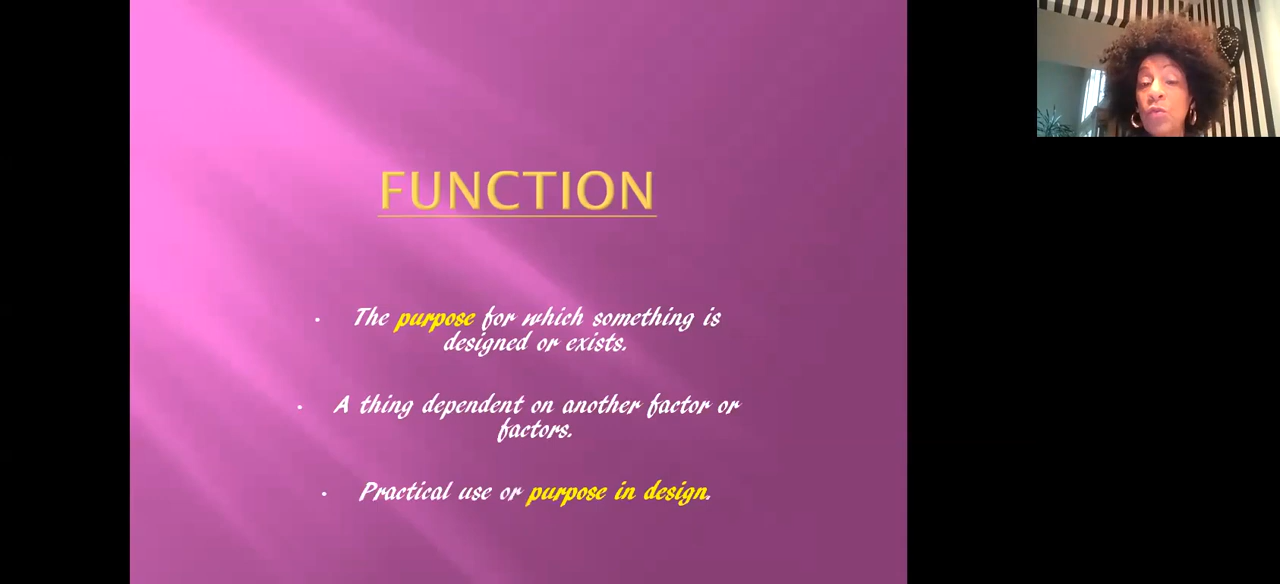 FUNCTION
• The purpose for which something is
designed or exists.
• A thing dependent on another factor or
factors.
• Practical use or purpose in design.